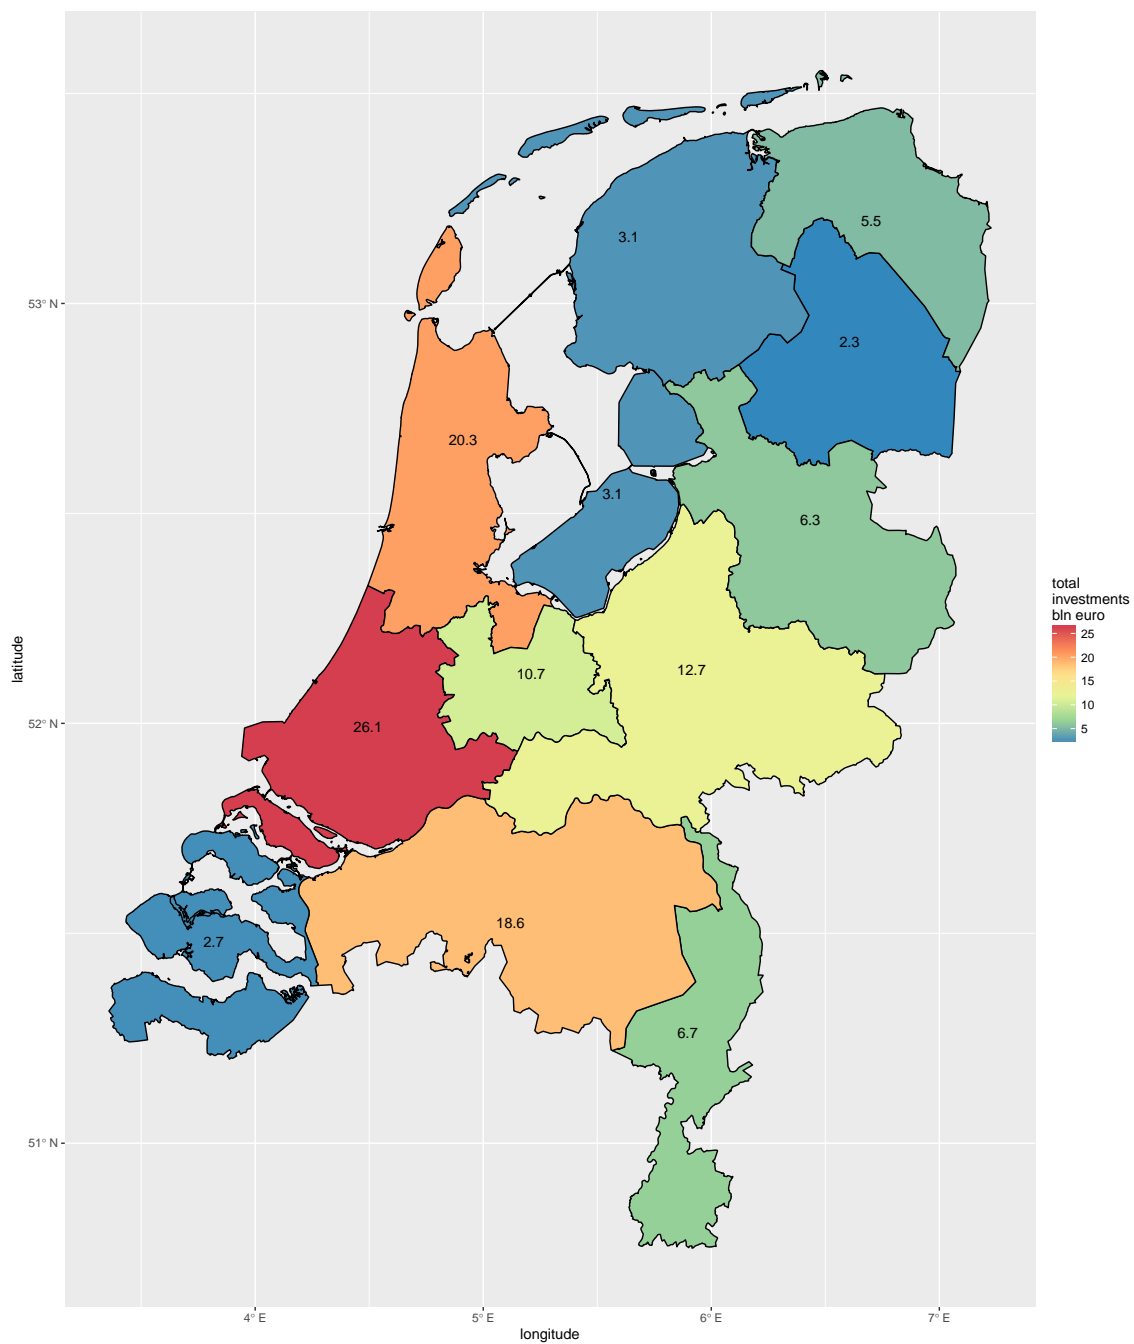 5.5
3.1
53° N
2.3
20.3
3.1
6.3
total
investments
bln euro
25
20
15
10
5
latitude
12.7
10.7
52° N
26.1
18.6
2.7
6.7
51° N
4° E
5° E
6° E
7° E
longitude